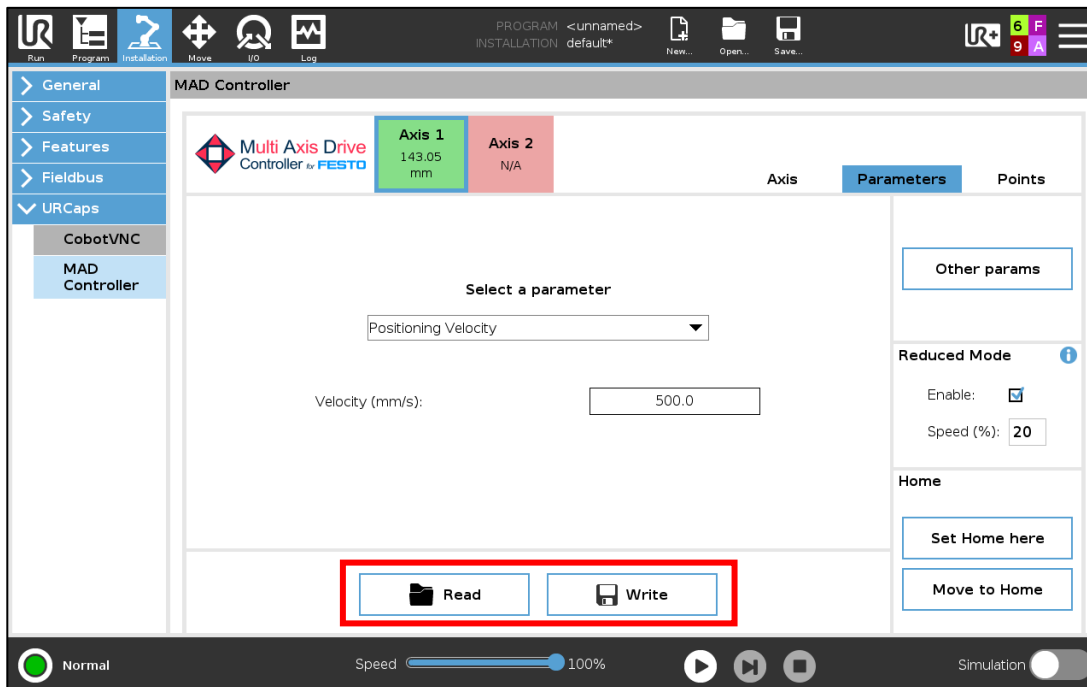 PROGRAM <unnamed>
INSTALLATION default*
Run Program Installation Move I/O Log
New... Open... Save...
UR+ 6 F
9 A
General
Safety
Features
Fieldbus
URCaps
CobotVNC
MAD
Controller
MAD Controller
Multi Axis Drive
Controller for FESTO
Axis 1
143.05
mm
Axis 2
N/A
Axis Parameters Points
Select a parameter
Positioning Velocity
Velocity (mm/s): 500.0
Read Write
Other params
Reduced Mode
Enable:
Speed (%): 20
Home
Set Home here
Move to Home
Normal
Speed 100%
Simulation